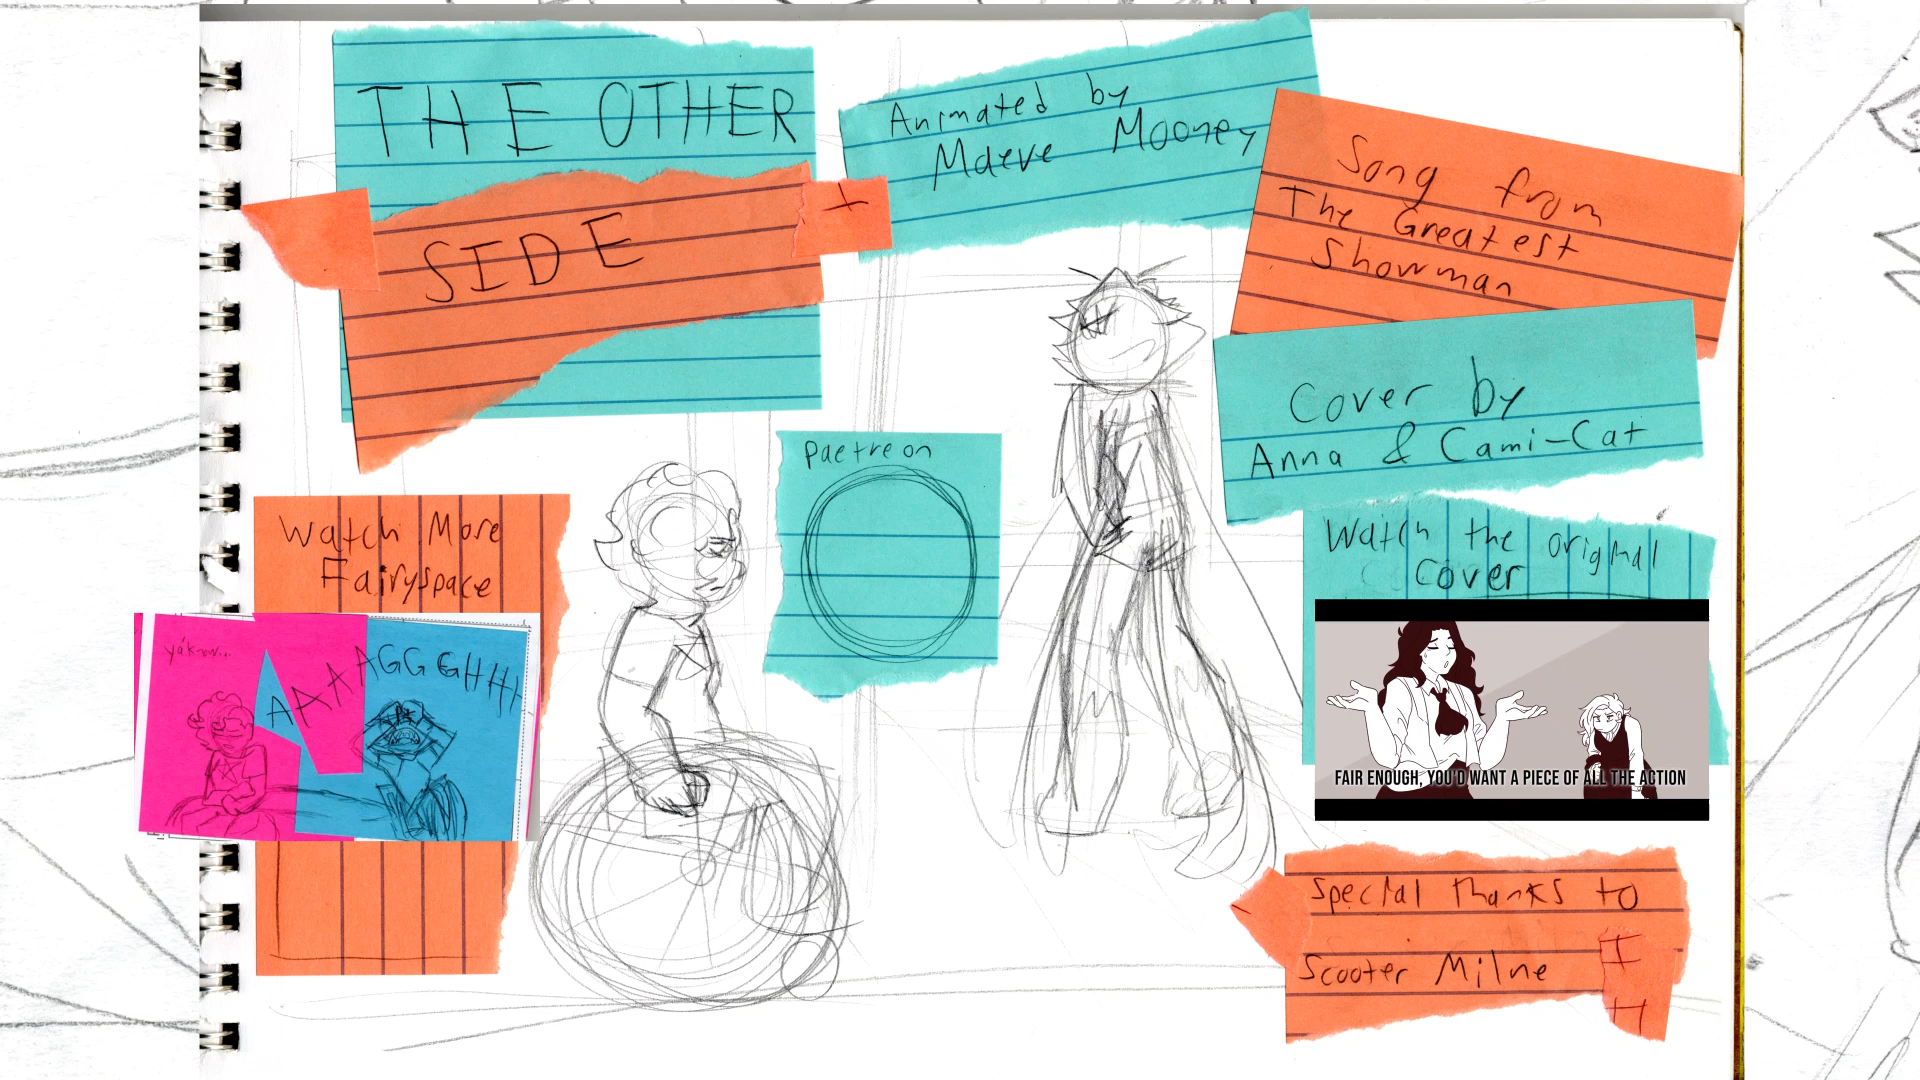 THE OTHER
SIDE
Animated by
Maeve Mooney
Song from
The Greatest
Showman
Cover by
Anna & Cami-Cat
Paetreon
Watch More
Fairyspace
yaknow...
AAAAAGGGHHH
Watch the original
Cover
FAIR ENOUGH, YOU'D WANT A PIECE OF ALL THE ACTION
Special thanks to
Scooter Milne